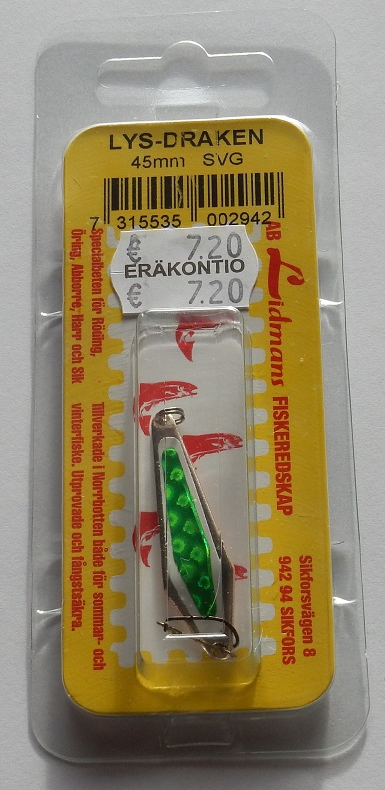 LYS-DRAKEN
45mm SVG
7 315535 002942
€ 7.20
ERÄKONTIO
€ 7.20
AB Lidmans FISKEREDSKAP
Sikforsvägen 8
942 94 SIKFORS
Specialbeten för Röding,
Öring, Abborre, Harr och Sik
Tillverkade i Norrbotten både för sommar- och
vinterfiske. Utprovade och fångstsäkra.